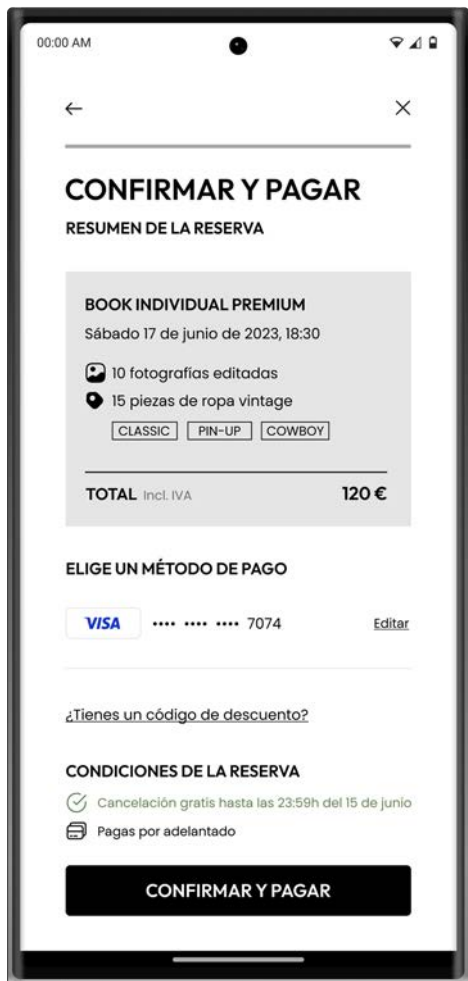 00:00 AM
CONFIRMAR Y PAGAR
RESUMEN DE LA RESERVA
BOOK INDIVIDUAL PREMIUM
Sábado 17 de junio de 2023, 18:30
10 fotografías editadas
15 piezas de ropa vintage
CLASSIC PIN-UP COWBOY
TOTAL Incl. IVA 120 €
ELIGE UN MÉTODO DE PAGO
VISA •••• •••• •••• 7074 Editar
¿Tienes un código de descuento?
CONDICIONES DE LA RESERVA
Cancelación gratis hasta las 23:59h del 15 de junio
Pagas por adelantado
CONFIRMAR Y PAGAR